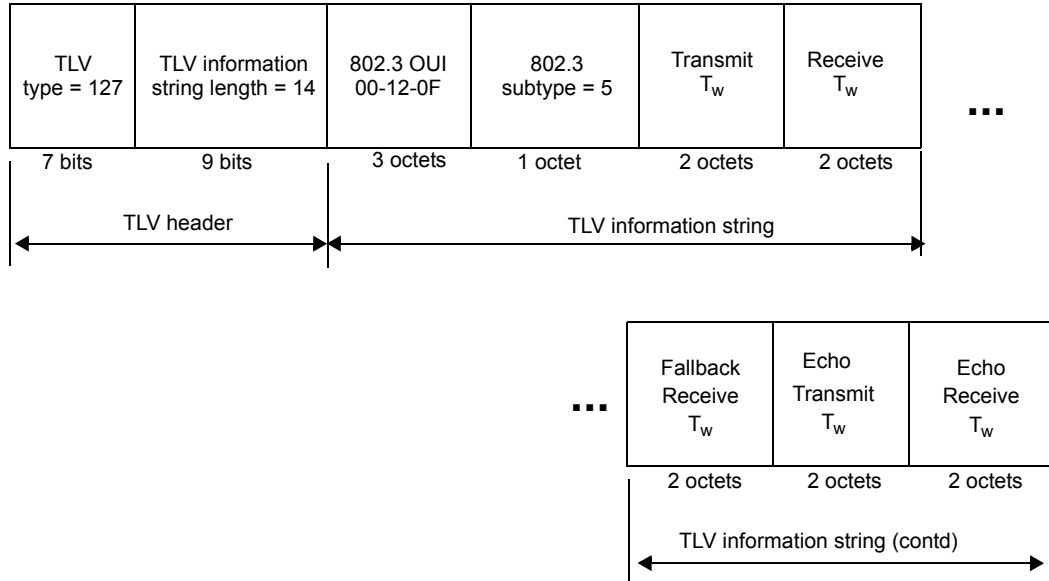 TLV
type = 127
TLV information
string length = 14
802.3 OUI
00-12-0F
802.3
subtype = 5
Transmit
Tw
Receive
Tw
...
7 bits
9 bits
3 octets
1 octet
2 octets
2 octets
TLV header
TLV information string
...
Fallback
Receive
Tw
Echo
Transmit
Tw
Echo
Receive
Tw
2 octets
2 octets
2 octets
TLV information string (contd)